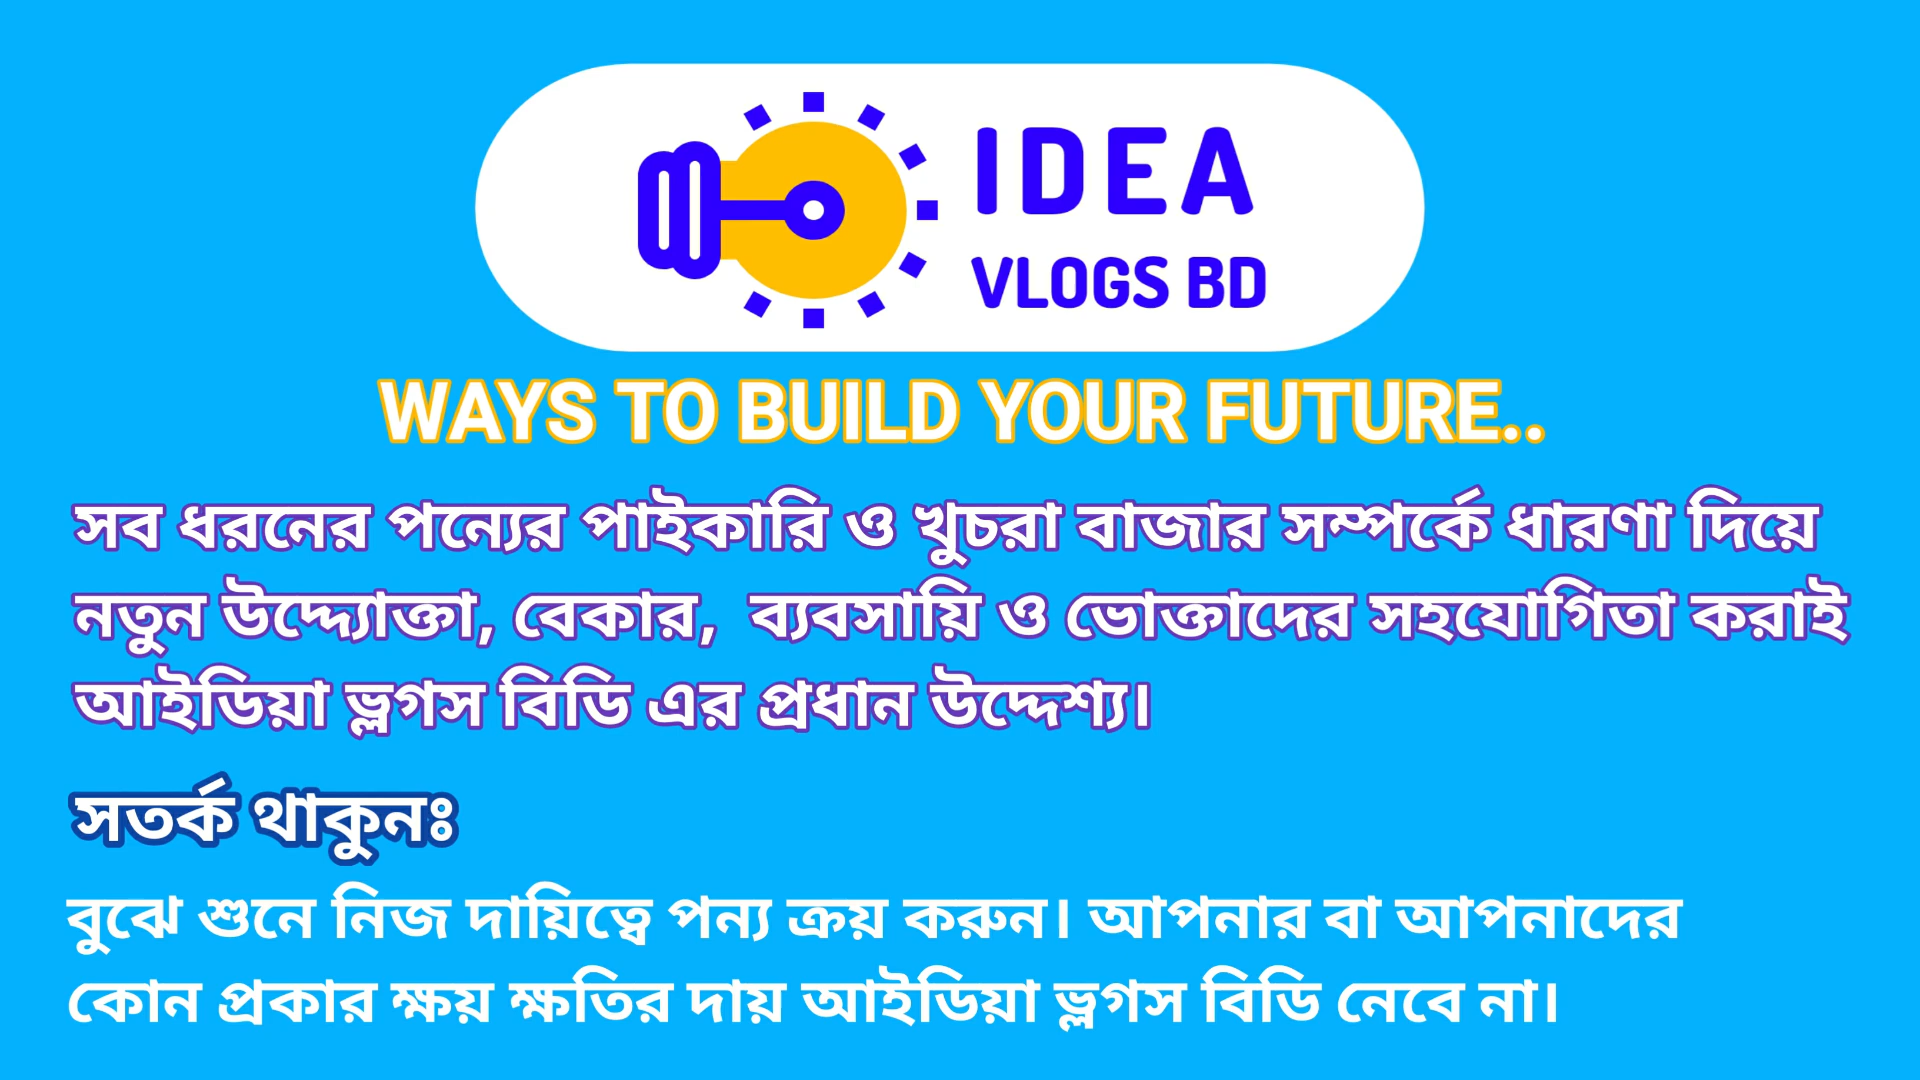 IDEA
VLOGS BD
WAYS TO BUILD YOUR FUTURE..
সব ধরনের পন্যের পাইকারি ও খুচরা বাজার সম্পর্কে ধারণা দিয়ে
নতুন উদ্দ্যোক্তা, বেকার, ব্যবসায়ি ও ভোক্তাদের সহযোগিতা করাই
আইডিয়া ভ্লগস বিডি এর প্রধান উদ্দেশ্য।
সতর্ক থাকুনঃ
বুঝে শুনে নিজ দায়িত্বে পন্য ক্রয় করুন। আপনার বা আপনাদের
কোন প্রকার ক্ষয় ক্ষতির দায় আইডিয়া ভ্লগস বিডি নেবে না।